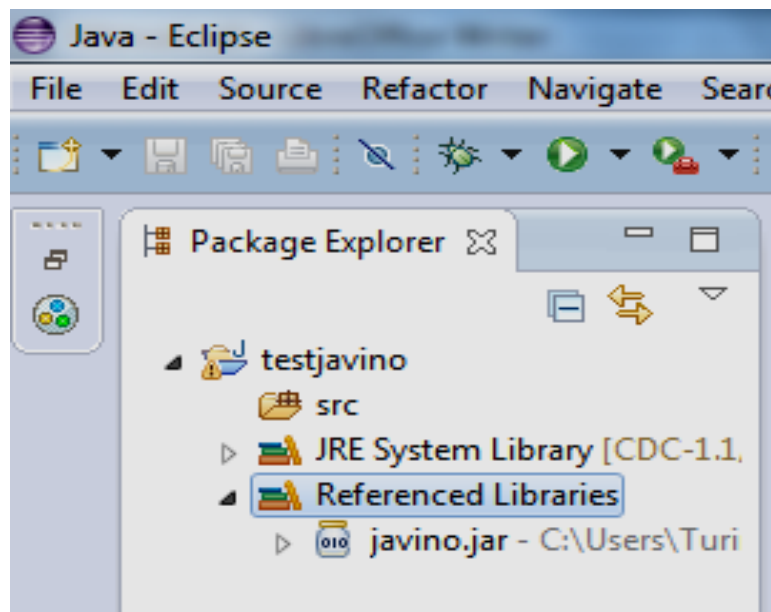 Java - Eclipse
File Edit Source Refactor Navigate Sear
Package Explorer
testjavino
src
JRE System Library [CDC-1.1,
Referenced Libraries
javino.jar - C:\Users\Turi